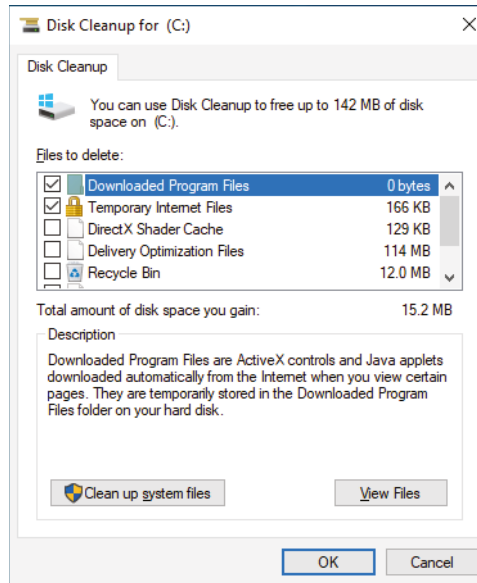 Disk Cleanup for (C:)
Disk Cleanup
You can use Disk Cleanup to free up to 142 MB of disk
space on (C:).
Files to delete:
Downloaded Program Files 0 bytes
Temporary Internet Files 166 KB
DirectX Shader Cache 129 KB
Delivery Optimization Files 114 MB
Recycle Bin 12.0 MB
Total amount of disk space you gain: 15.2 MB
Description
Downloaded Program Files are ActiveX controls and Java applets
downloaded automatically from the Internet when you view certain
pages. They are temporarily stored in the Downloaded Program
Files folder on your hard disk.
Clean up system files View Files
OK Cancel